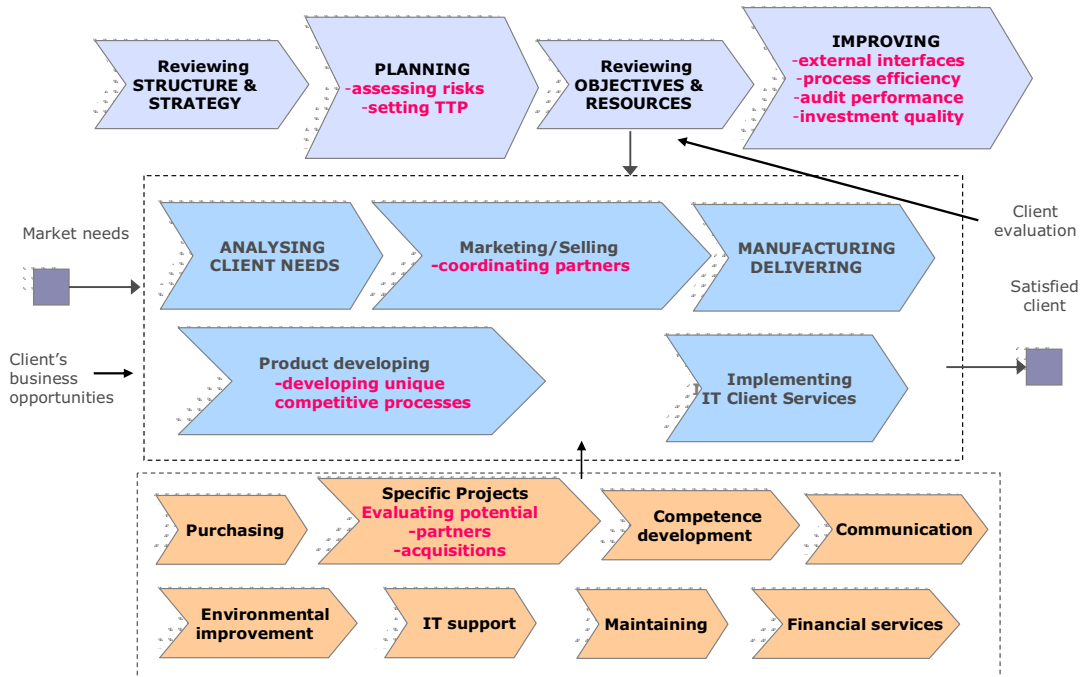 Reviewing
STRUCTURE &
STRATEGY
PLANNING
-assessing risks
-setting TTP
Reviewing
OBJECTIVES &
RESOURCES
IMPROVING
-external interfaces
-process efficiency
-audit performance
-investment quality
Market needs
ANALYSING
CLIENT NEEDS
Marketing/Selling
-coordinating partners
MANUFACTURING
DELIVERING
Client
evaluation
Satisfied
client
Client's
business
opportunities
Product developing
-developing unique
competitive processes
Implementing
IT Client Services
Purchasing
Specific Projects
Evaluating potential
-partners
-acquisitions
Competence
development
Communication
Environmental
improvement
IT support
Maintaining
Financial services